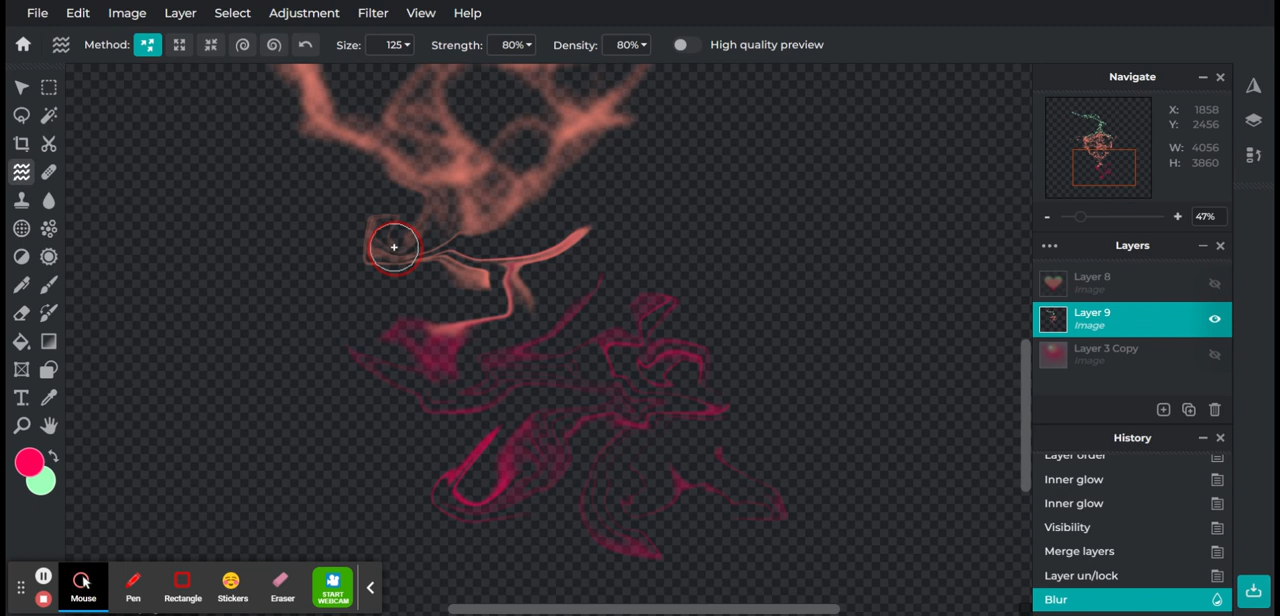 File Edit Image Layer Select Adjustment Filter View Help
Method: Size: 125 Strength: 80% Density: 80% High quality preview
Navigate
X: 1858
Y: 2456
W: 4056
H: 3860
- + 47%
Layers
Layer 8
Image
Layer 9
Image
Layer 3 Copy
Image
History
Layer order
Inner glow
Inner glow
Visibility
Merge layers
Layer un/lock
Blur
Mouse Pen Rectangle Stickers Eraser START WEBCAM